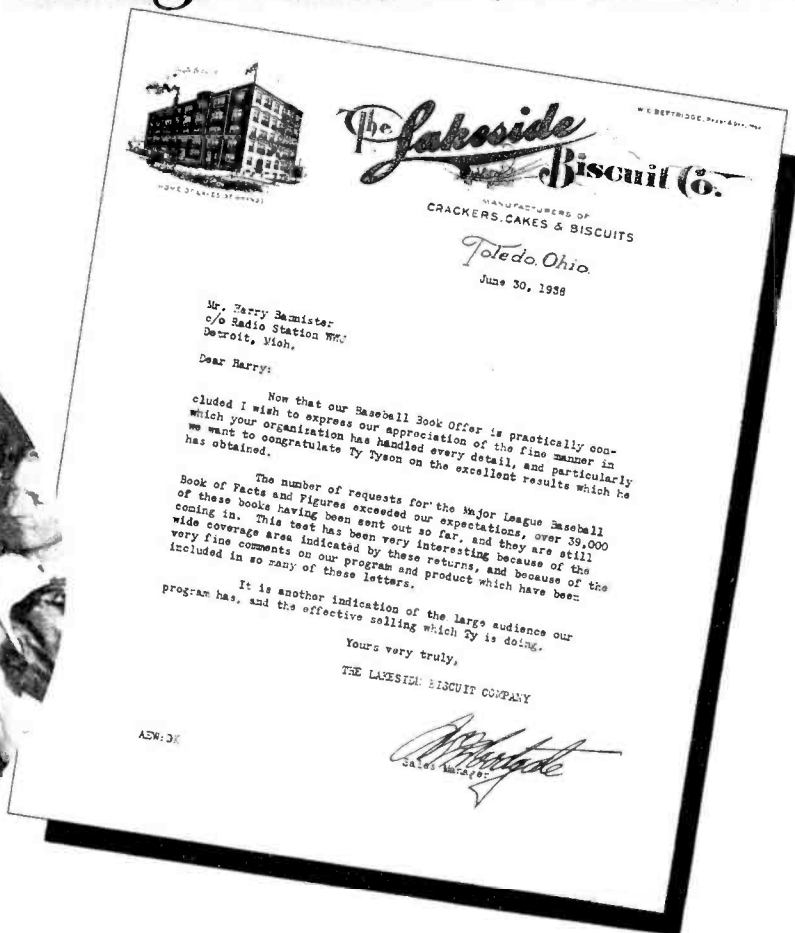 The Lakeside
Biscuit Co.
MANUFACTURERS OF
CRACKERS, CAKES & BISCUITS
Toledo, Ohio.
June 30, 1938
Mr. Harry Bannister
c/o Radio Station WWJ
Detroit, Mich.
Dear Harry:
Now that our Baseball Book Offer is practically con-
cluded I wish to express our appreciation of the fine manner in
which your organization has handled every detail, and particularly
we want to congratulate Ty Tyson on the excellent results which he
has obtained.
The number of requests for the Major League Baseball
Book of Facts and Figures exceeded our expectations, over 39,000
of these books having been sent out so far, and they are still
coming in. This test has been very interesting because of the
wide coverage area indicated by these returns, and because of the
very fine comments on our program and product which have been
included in so many of these letters.
It is another indication of the large audience our
program has, and the effective selling which Ty is doing.
Yours very truly,
THE LAKESIDE BISCUIT COMPANY
AEW:DK
Sales Manager